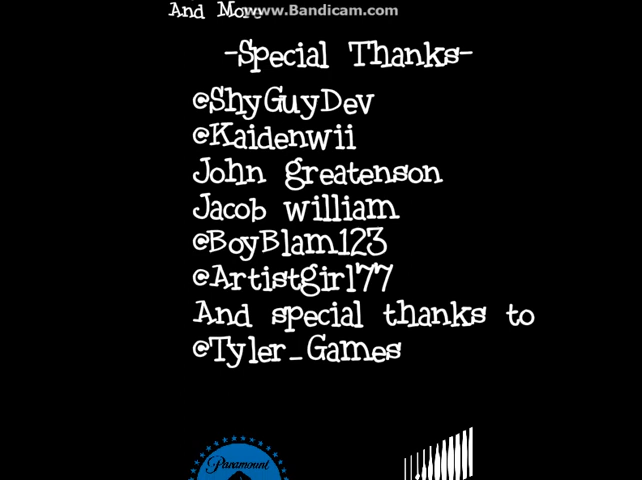 And More
www.Bandicam.com
-Special Thanks-
@ShyGuyDev
@Kaidenwii
John greatenson
Jacob william
@BoyBlam123
@Artistgirl77
And special thanks to
@Tyler_Games
Paramount